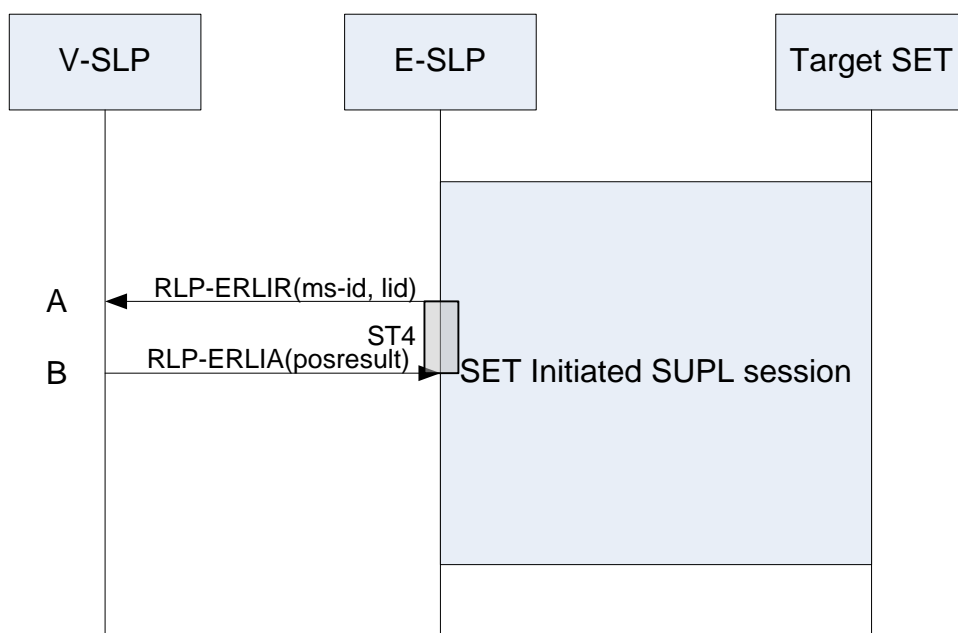 V-SLP
E-SLP
Target SET
A
RLP-ERLIR(ms-id, lid)
ST4
B
RLP-ERLIA(posresult)
SET Initiated SUPL session